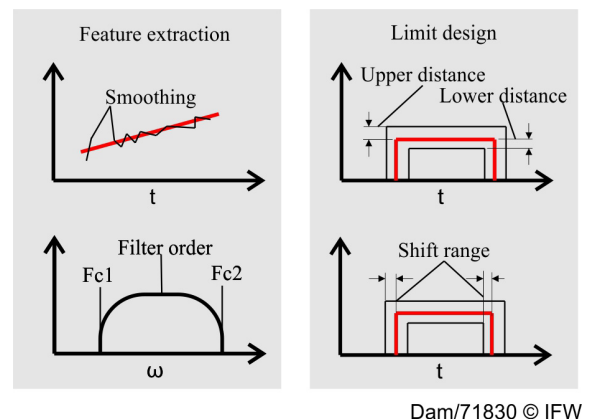 Feature extraction
Smoothing
t
Filter order
Fc1
Fc2
ω
Limit design
Upper distance
Lower distance
t
Shift range
t
Dam/71830 © IFW